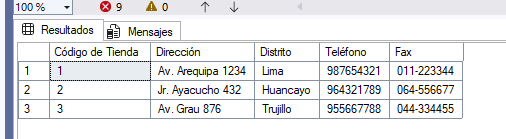 100 % 9 0
Resultados Mensajes
Código de Tienda Dirección Distrito Teléfono Fax
1 1 Av. Arequipa 1234 Lima 987654321 011-223344
2 2 Jr. Ayacucho 432 Huancayo 964321789 064-556677
3 3 Av. Grau 876 Trujillo 955667788 044-334455